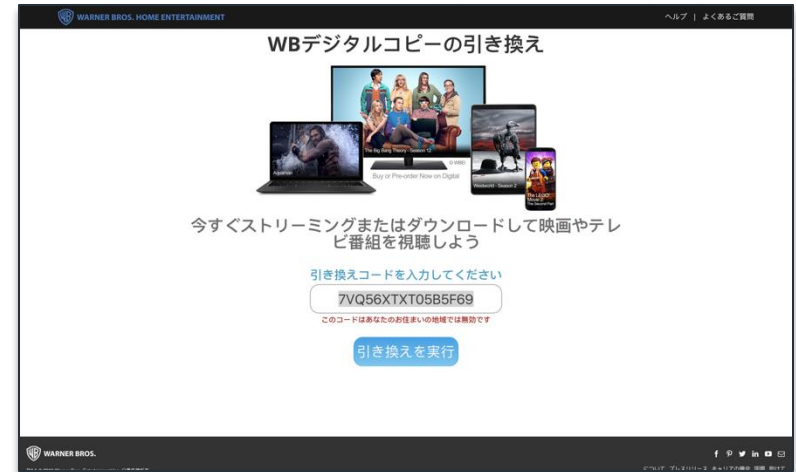 WARNER BROS. HOME ENTERTAINMENT
ヘルプ | よくあるご質問
WBデジタルコピーの引き換え
Aquaman
The Big Bang Theory - Season 12
Buy or Pre-order Now on Digital
Westworld - Season 2
The LEGO
Movie 2
The Second Part
今すぐストリーミングまたはダウンロードして映画やテレ
ビ番組を視聴しよう
引き換えコードを入力してください
7VQ56XTXT05B5F69
このコードはあなたのお住まいの地域では無効です
引き換えを実行
WARNER BROS.